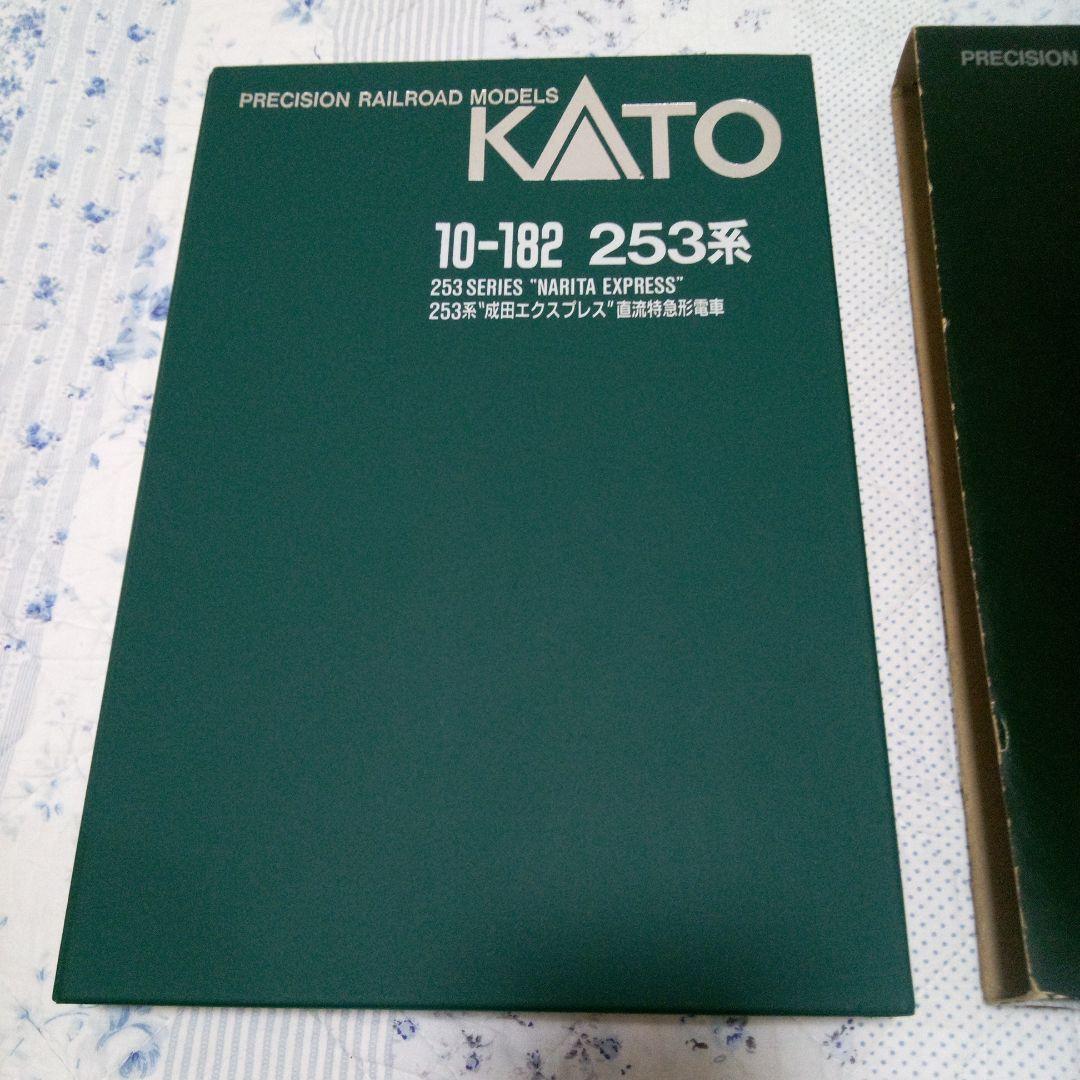 PRECISION RAILROAD MODELS
KATO
10-182 253系
253 SERIES "NARITA EXPRESS"
253系"成田エクスプレス"直流特急形電車
PRECISION